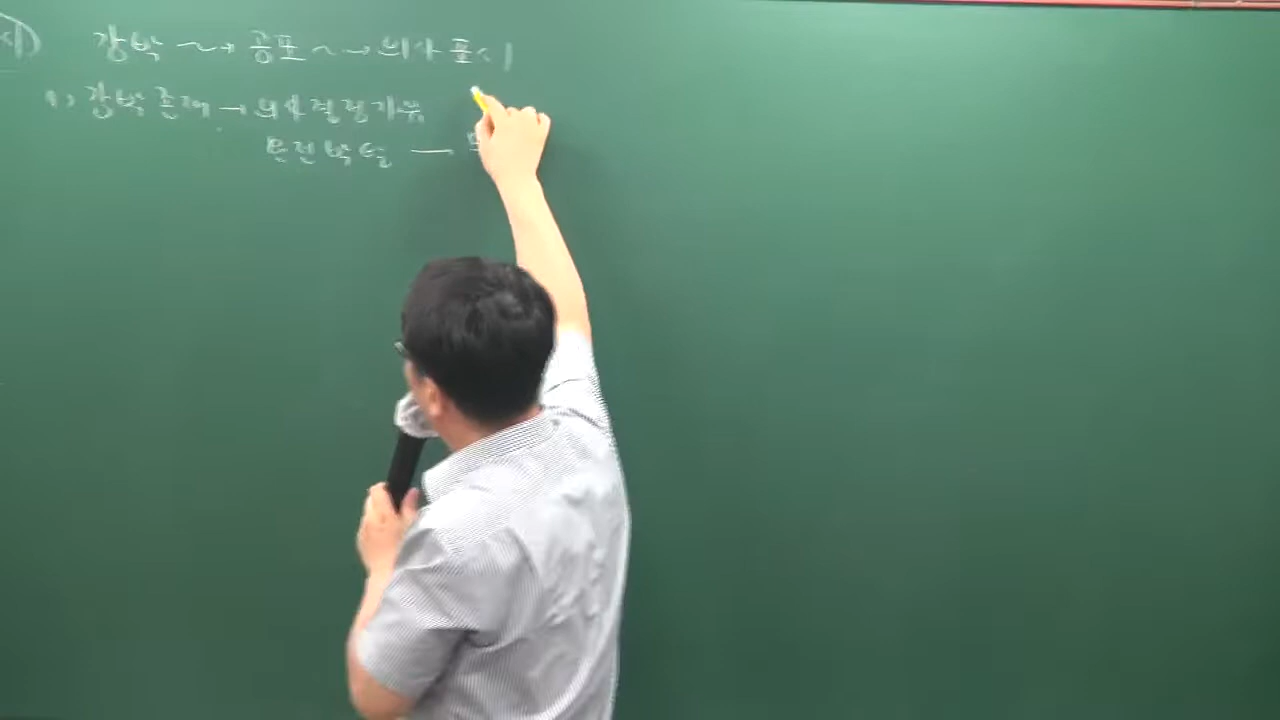 강박 ~→ 공포 ~→ 의사표시
1) 강박 존재 → 의사결정자유
완전박탈 —